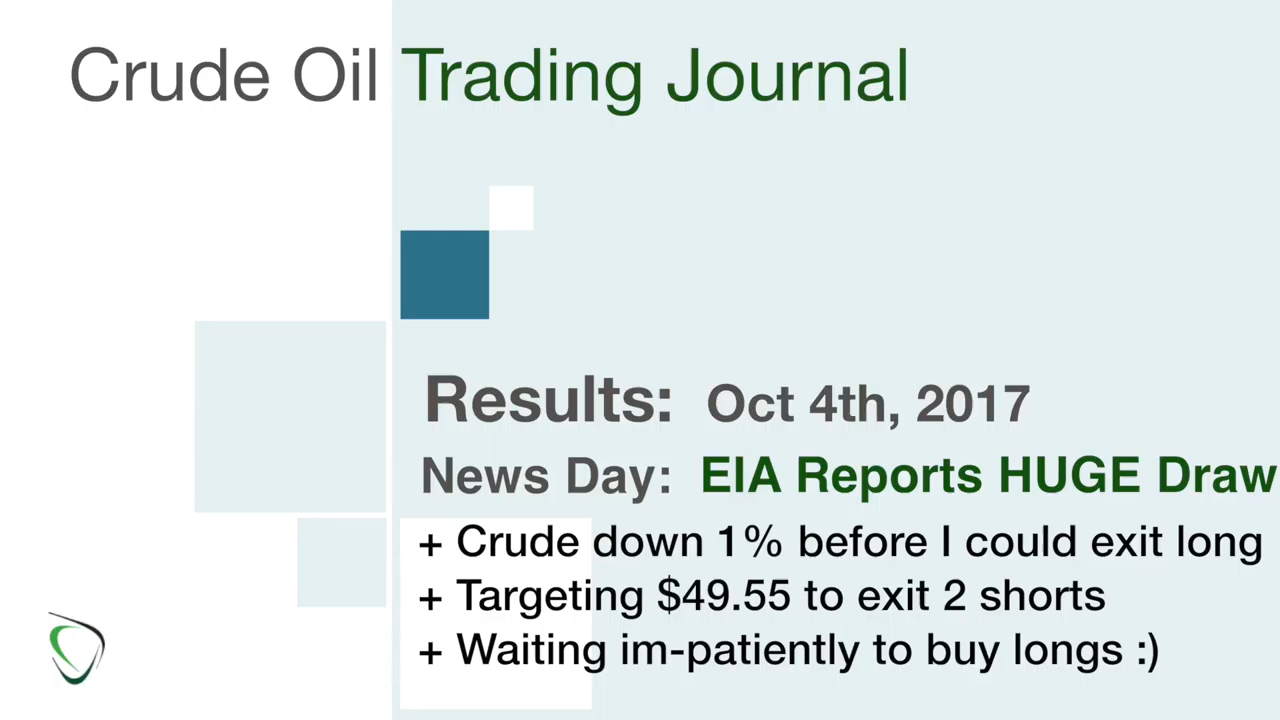 Crude Oil Trading Journal
Results: Oct 4th, 2017
News Day: EIA Reports HUGE Draw
+ Crude down 1% before I could exit long
+ Targeting $49.55 to exit 2 shorts
+ Waiting im-patiently to buy longs :)